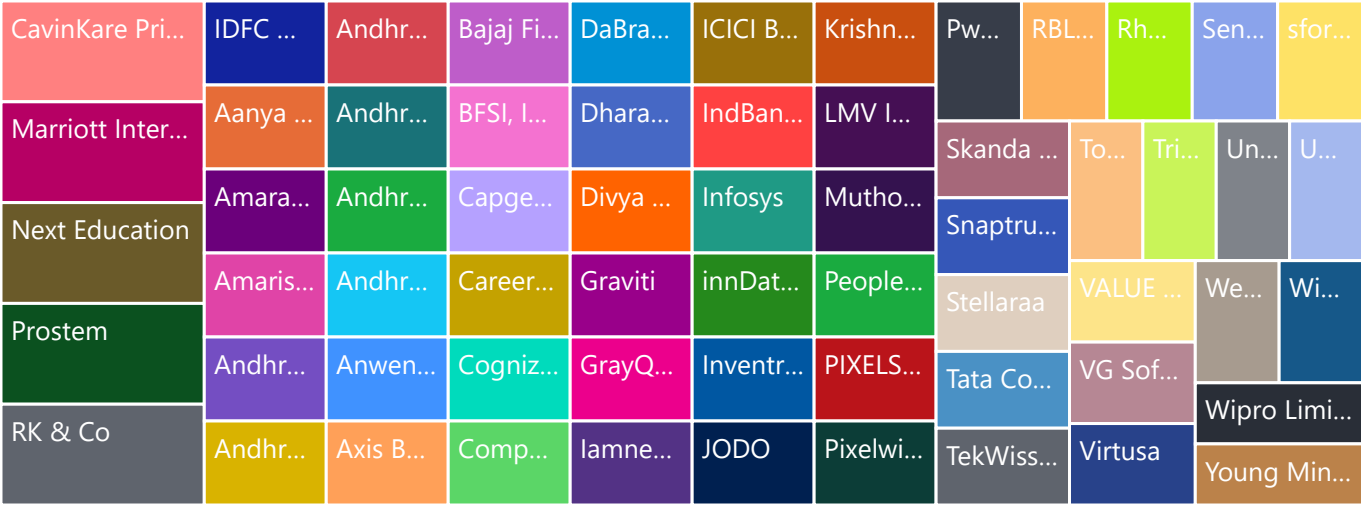 CavinKare Pri...
Marriott Inter...
Next Education
Prostem
RK & Co
IDFC ...
Aanya ...
Amara...
Amaris...
Andhr...
Andhr...
Andhr...
Andhr...
Andhr...
Andhr...
Anwen...
Axis B...
Bajaj Fi...
BFSI, I...
Capge...
Career...
Cogniz...
Comp...
DaBra...
Dhara...
Divya ...
Graviti
GrayQ...
Iamne...
ICICI B...
IndBan...
Infosys
innDat...
Inventr...
JODO
Krishn...
LMV I...
Mutho...
People...
PIXELS...
Pixelwi...
Pw...
RBL...
Rh...
Sen...
sfor...
Skanda ...
Snaptru...
Stellaraa
Tata Co...
TekWiss...
To...
Tri...
Un...
U...
VALUE ...
VG Sof...
Virtusa
We...
Wi...
Wipro Limi...
Young Min...